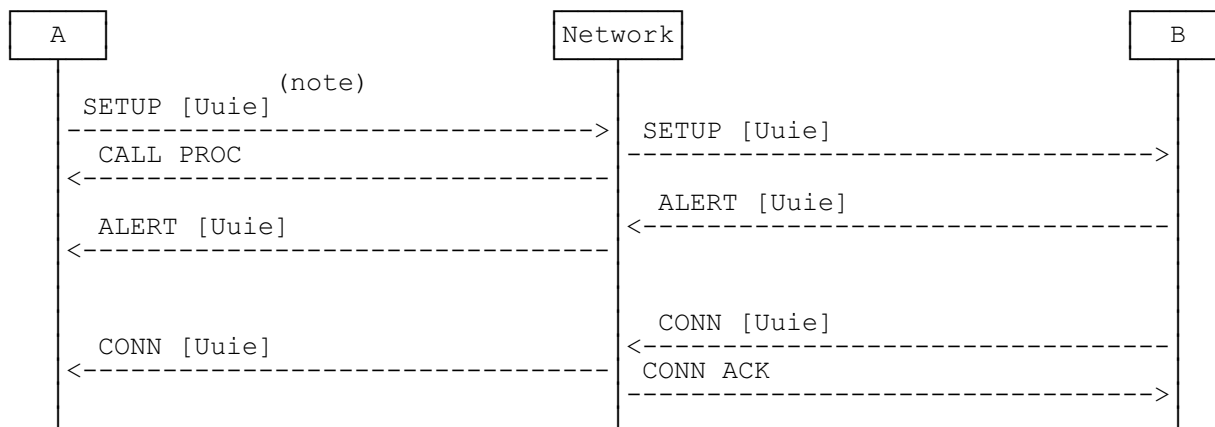 A
Network
B
(note)
SETUP [Uuie]
SETUP [Uuie]
CALL PROC
ALERT [Uuie]
ALERT [Uuie]
CONN [Uuie]
CONN [Uuie]
CONN ACK